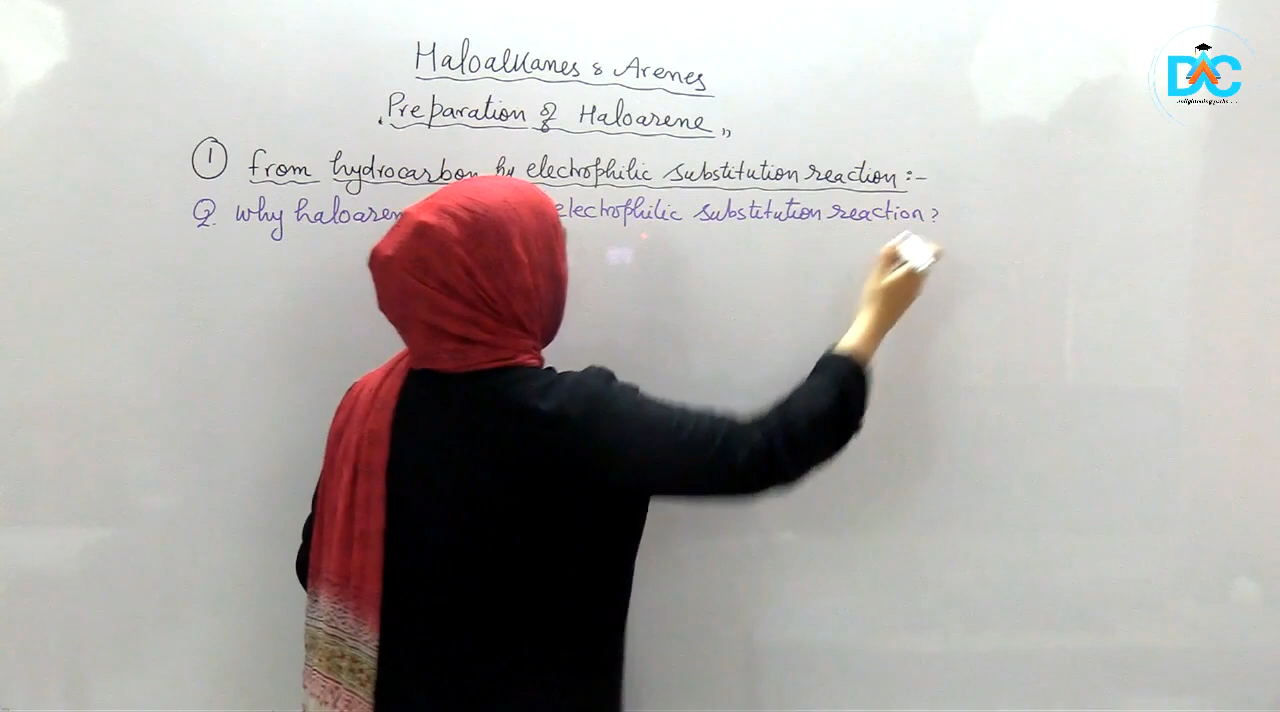 Haloalkanes & Arenes
Preparation of Haloarene,,
① from hydrocarbon by electrophilic substitution reaction :-
Q. why haloaren electrophilic substitution reaction ?
DAC